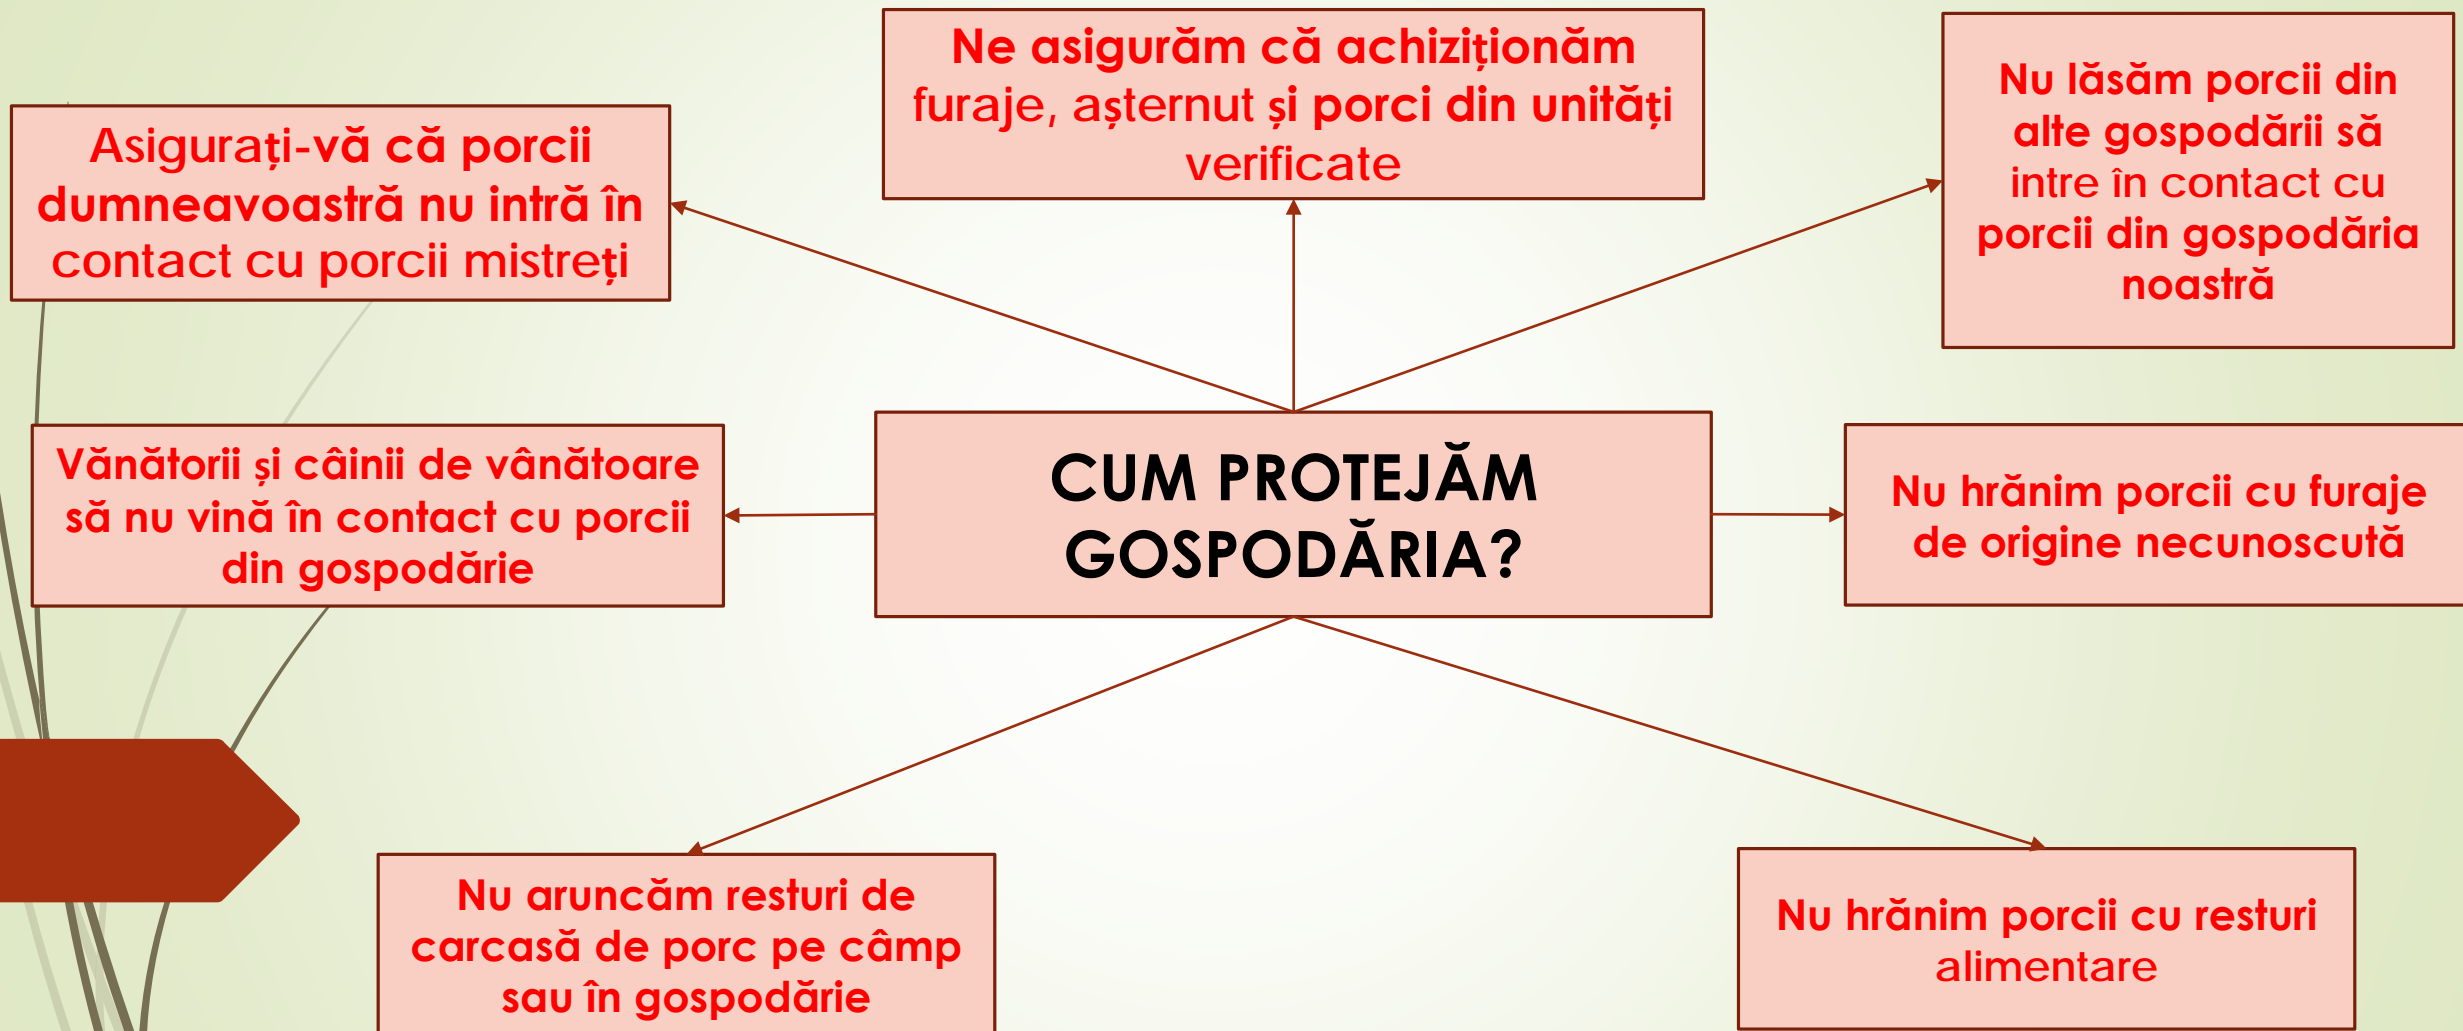 Ne asigurăm că achiziționăm
furaje, așternut și porci din unități
verificate
Nu lăsăm porcii din
alte gospodării să
intre în contact cu
porcii din gospodăria
noastră
Asigurați-vă că porcii
dumneavoastră nu intră în
contact cu porcii mistreți
CUM PROTEJĂM
GOSPODĂRIA?
Vănătorii și câinii de vânătoare
să nu vină în contact cu porcii
din gospodărie
Nu hrănim porcii cu furaje
de origine necunoscută
Nu aruncăm resturi de
carcasă de porc pe câmp
sau în gospodărie
Nu hrănim porcii cu resturi
alimentare